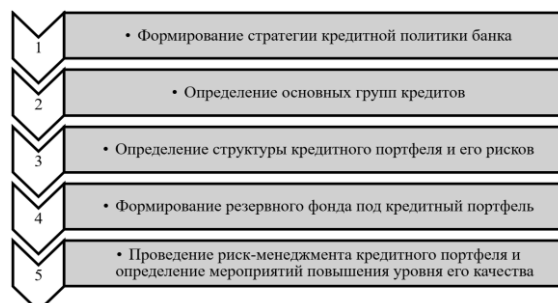 1
• Формирование стратегии кредитной политики банка
2
• Определение основных групп кредитов
3
• Определение структуры кредитного портфеля и его рисков
4
• Формирование резервного фонда под кредитный портфель
5
• Проведение риск-менеджмента кредитного портфеля и
определение мероприятий повышения уровня его качества